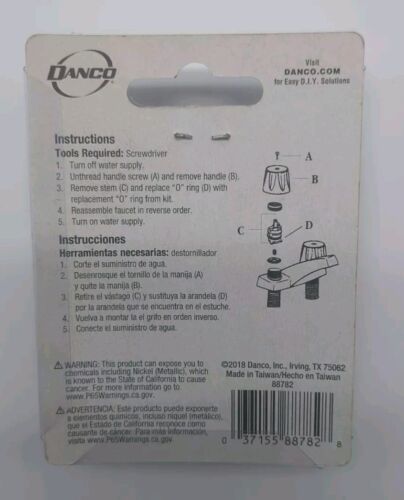 DANCO
Visit
DANCO.COM
for Easy D.I.Y. Solutions
Instructions
Tools Required: Screwdriver
1. Turn off water supply.
2. Unthread handle screw (A) and remove handle (B).
3. Remove stem (C) and replace "O" ring (D) with
replacement "O" ring from kit.
4. Reassemble faucet in reverse order.
5. Turn on water supply.
A
B
C
D
Instrucciones
Herramientas necesarias: destornillador
1. Corte el suministro de agua.
2. Desenrosque el tornillo de la manija (A)
y quite la manija (B).
3. Retire el vástago (C) y sustituya la arandela (D)
por la arandela que se encuentra en el envase.
4. Vuelva a montar el grifo en orden inverso.
5. Conecte el suministro de agua.
⚠WARNING: This product can expose you to
chemicals including Nickel (Metallic), which
is known to the State of California to cause
cancer. For more information go to
www.P65Warnings.ca.gov.
⚠ADVERTENCIA: Este producto puede exponerte
a elementos químicos, incluso níquel (metálico),
que el Estado de California reconoce como
causante de cáncer. Para más información,
visita www.P65Warnings.ca.gov.
©2018 Danco, Inc., Irving, TX 75062
Made in Taiwan/Hecho en Taiwan
88782
0 37155 88782 8